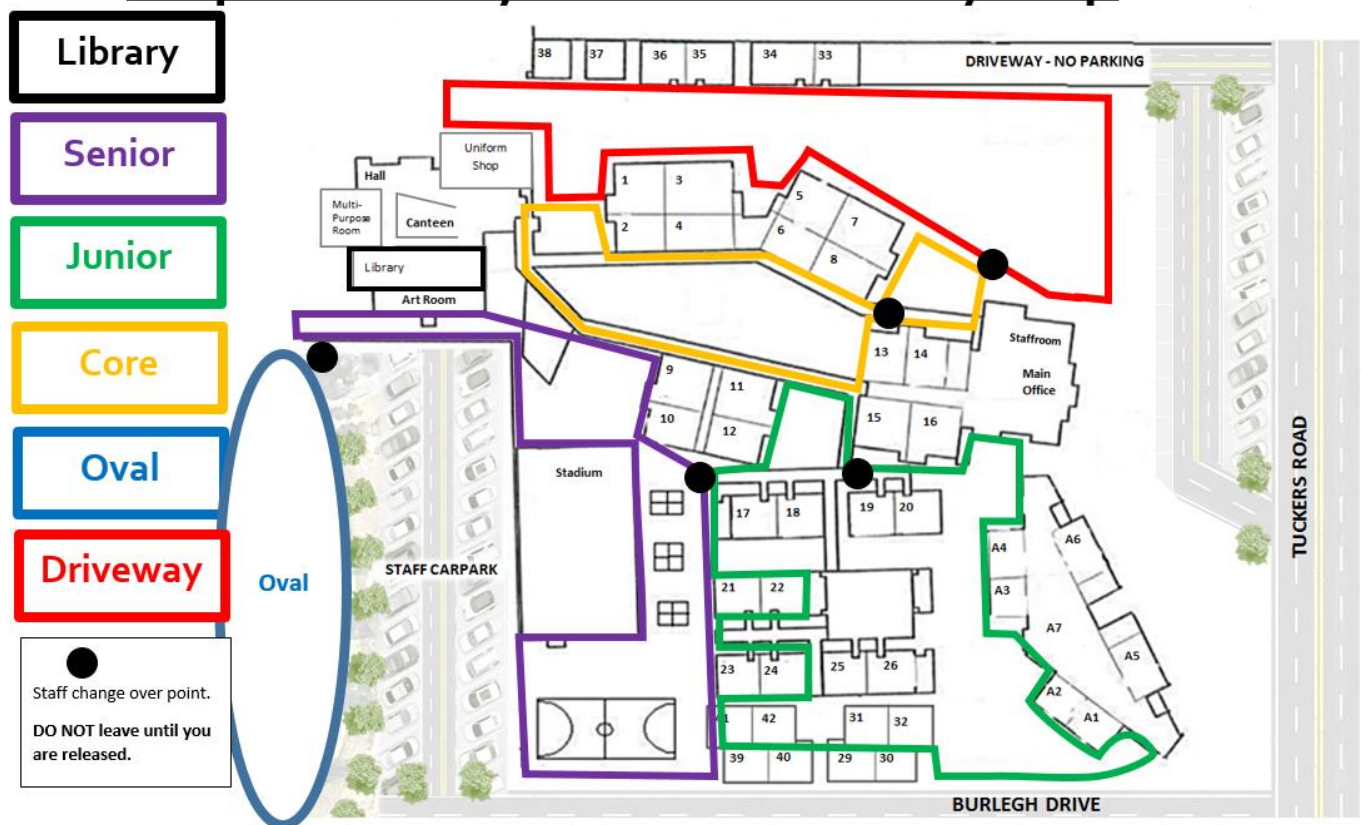 Library
Senior
Junior
Core
Oval
Driveway
Staff change over point.
DO NOT leave until you
are released.
38
37
36
35
34
33
DRIVEWAY - NO PARKING
Uniform
Shop
Hall
Multi-
Purpose
Room
Canteen
Library
Art Room
1
3
2
4
5
7
6
8
13
14
Staffroom
Main
Office
15
16
9
11
10
12
Stadium
17
18
19
20
A4
A3
A6
A7
A5
A2
A1
21
22
23
24
25
26
42
31
32
39
40
29
30
Oval
STAFF CARPARK
TUCKERS ROAD
BURLEGH DRIVE